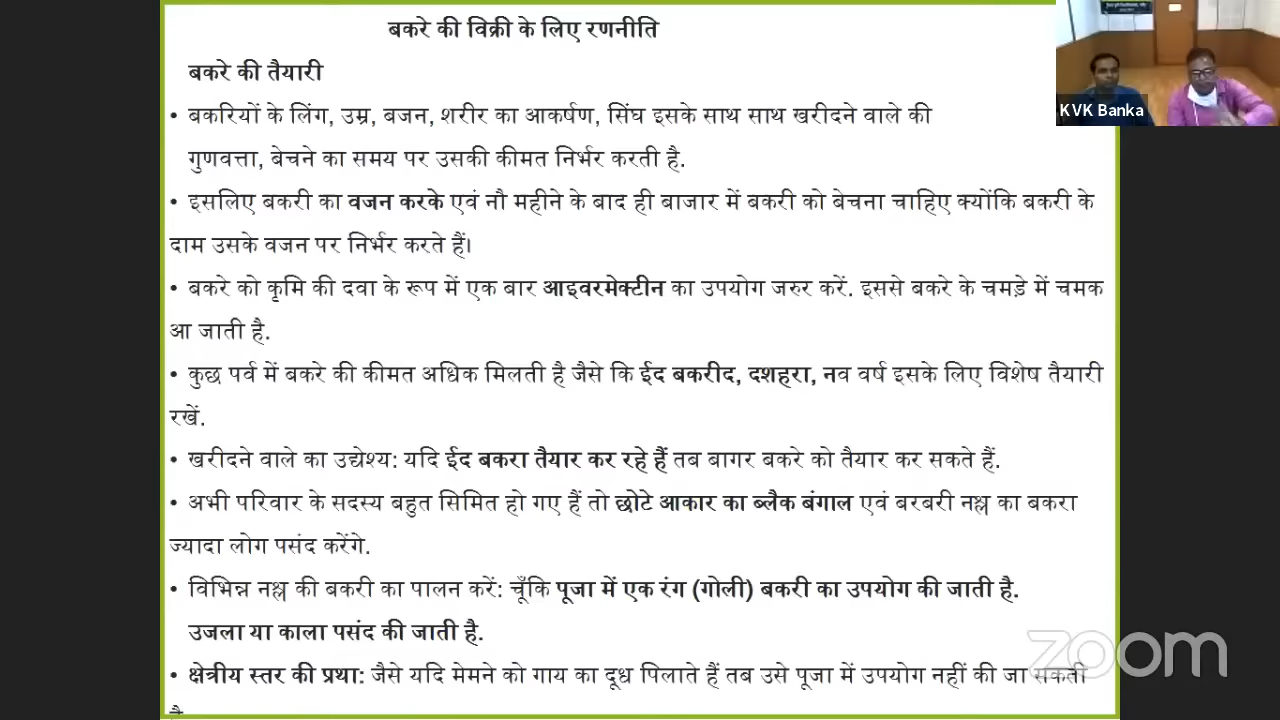 बकरे की विक्री के लिए रणनीति
बकरे की तैयारी
• बकरियों के लिंग, उम्र, बजन, शरीर का आकर्षण, सिंघ इसके साथ साथ खरीदने वाले की
गुणवत्ता, बेचने का समय पर उसकी कीमत निर्भर करती है.
• इसलिए बकरी का वजन करके एवं नौ महीने के बाद ही बाजार में बकरी को बेचना चाहिए क्योंकि बकरी के
दाम उसके वजन पर निर्भर करते हैं।
• बकरे को कृमि की दवा के रूप में एक बार आइवरमेक्टीन का उपयोग जरुर करें. इससे बकरे के चमड़े में चमक
आ जाती है.
• कुछ पर्व में बकरे की कीमत अधिक मिलती है जैसे कि ईद बकरीद, दशहरा, नव वर्ष इसके लिए विशेष तैयारी
रखें.
• खरीदने वाले का उद्येश्य: यदि ईद बकरा तैयार कर रहे हैं तब बागर बकरे को तैयार कर सकते हैं.
• अभी परिवार के सदस्य बहुत सिमित हो गए हैं तो छोटे आकार का ब्लैक बंगाल एवं बरबरी नश्ल का बकरा
ज्यादा लोग पसंद करेंगे.
• विभिन्न नश्ल की बकरी का पालन करें: चूँकि पूजा में एक रंग (गोली) बकरी का उपयोग की जाती है.
उजला या काला पसंद की जाती है.
• क्षेत्रीय स्तर की प्रथा: जैसे यदि मेमने को गाय का दूध पिलाते हैं तब उसे पूजा में उपयोग नहीं की जा सकती
KVK Banka
zoom